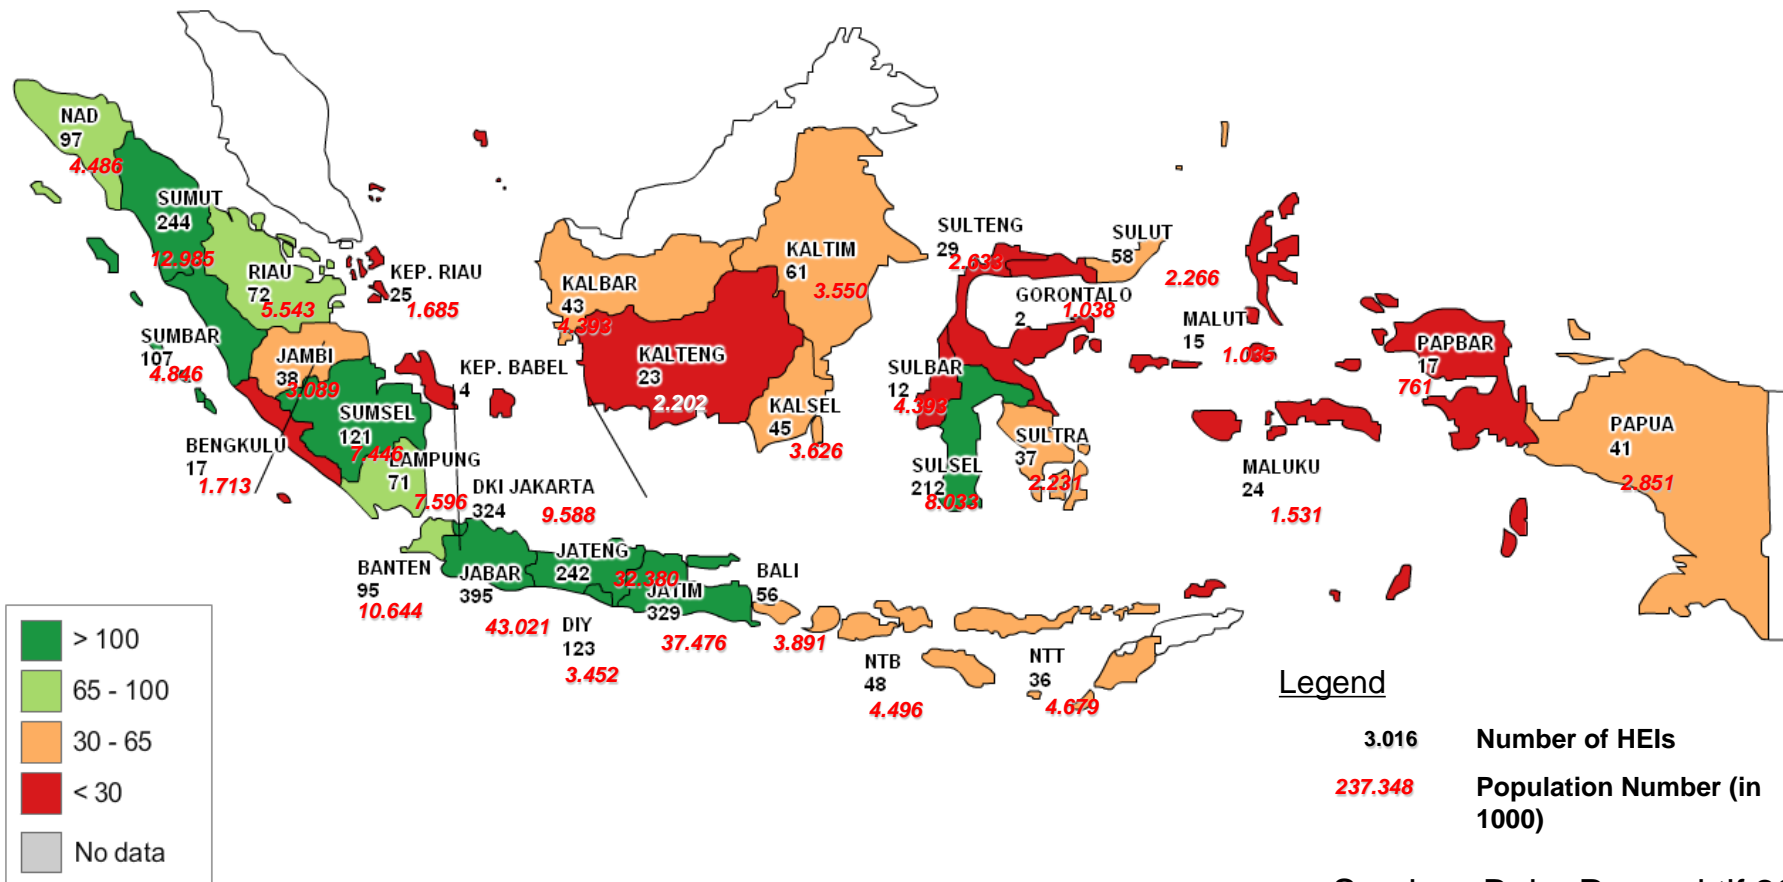 NAD
97
4.486
SUMUT
244
12.985
RIAU
72
5.543
KEP. RIAU
25
1.685
SUMBAR
107
4.846
JAMBI
38
3.089
KEP. BABEL
4
SUMSEL
121
7.446
BENGKULU
17
1.713
LAMPUNG
71
7.596
DKI JAKARTA
324
9.588
BANTEN
95
10.644
JABAR
395
43.021
JATENG
242
32.380
DIY
123
3.452
JATIM
329
37.476
BALI
56
3.891
NTB
48
4.496
NTT
36
4.679
KALBAR
43
4.393
KALTENG
23
2.202
KALTIM
61
3.550
KALSEL
45
3.626
SULTENG
29
2.633
SULUT
58
2.266
GORONTALO
2
1.038
SULBAR
12
4.393
SULSEL
212
8.033
SULTRA
37
2.231
MALUT
15
1.035
MALUKU
24
1.531
PAPBAR
17
761
PAPUA
41
2.851
> 100
65 - 100
30 - 65
< 30
No data
Legend
3.016 Number of HEIs
237.348 Population Number (in
1000)